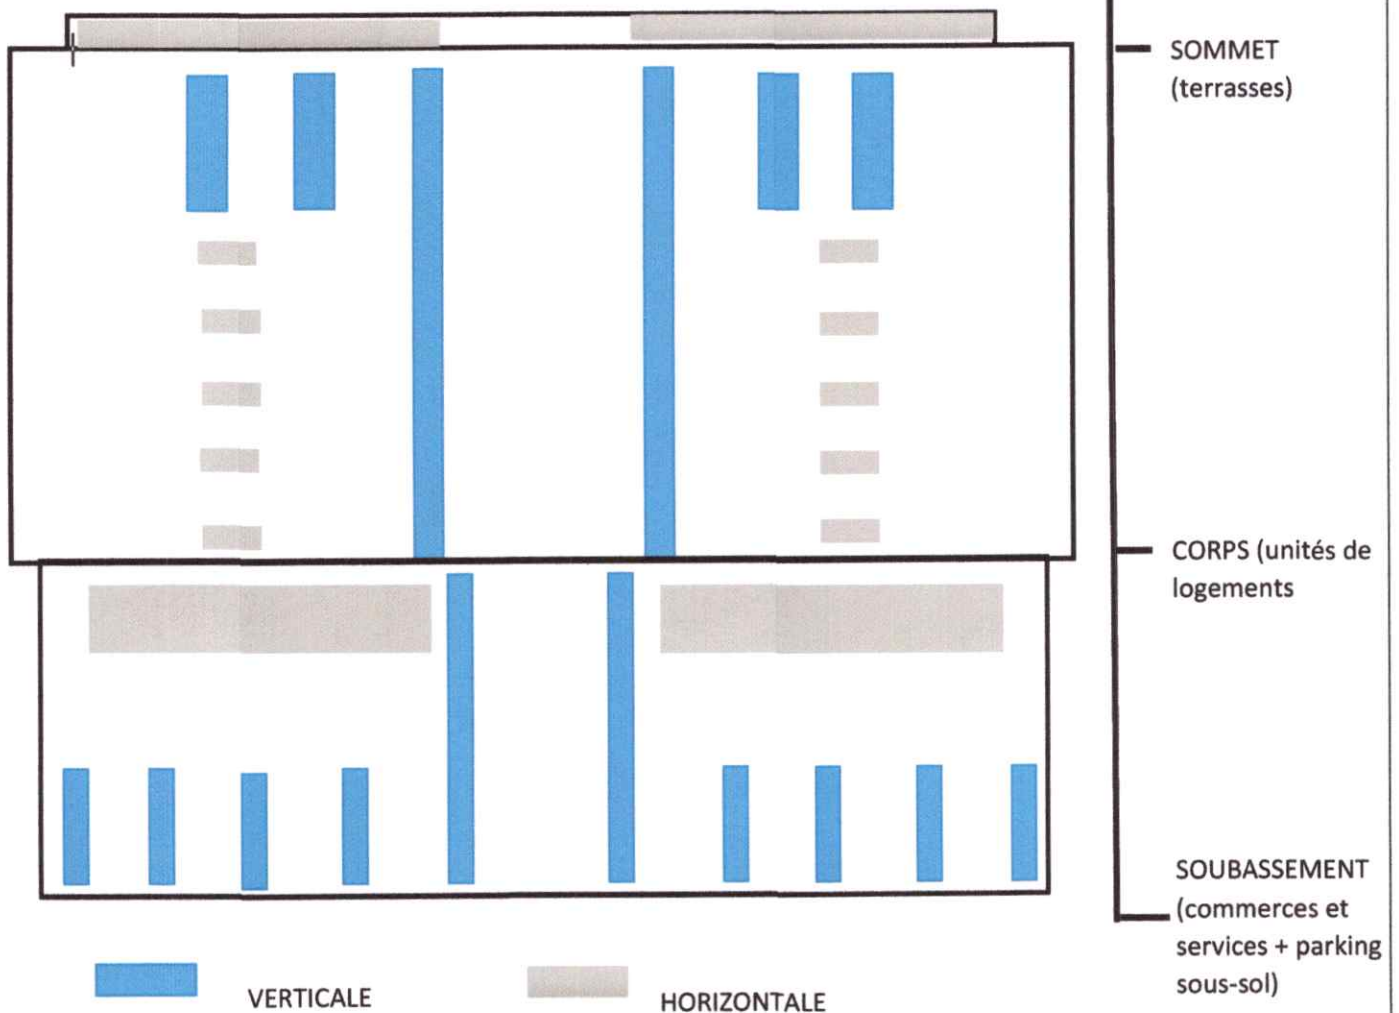 SOMMET
(terrasses)
CORPS (unités de
logements
SOUBASSEMENT
(commerces et
services + parking
sous-sol)
VERTICALE
HORIZONTALE